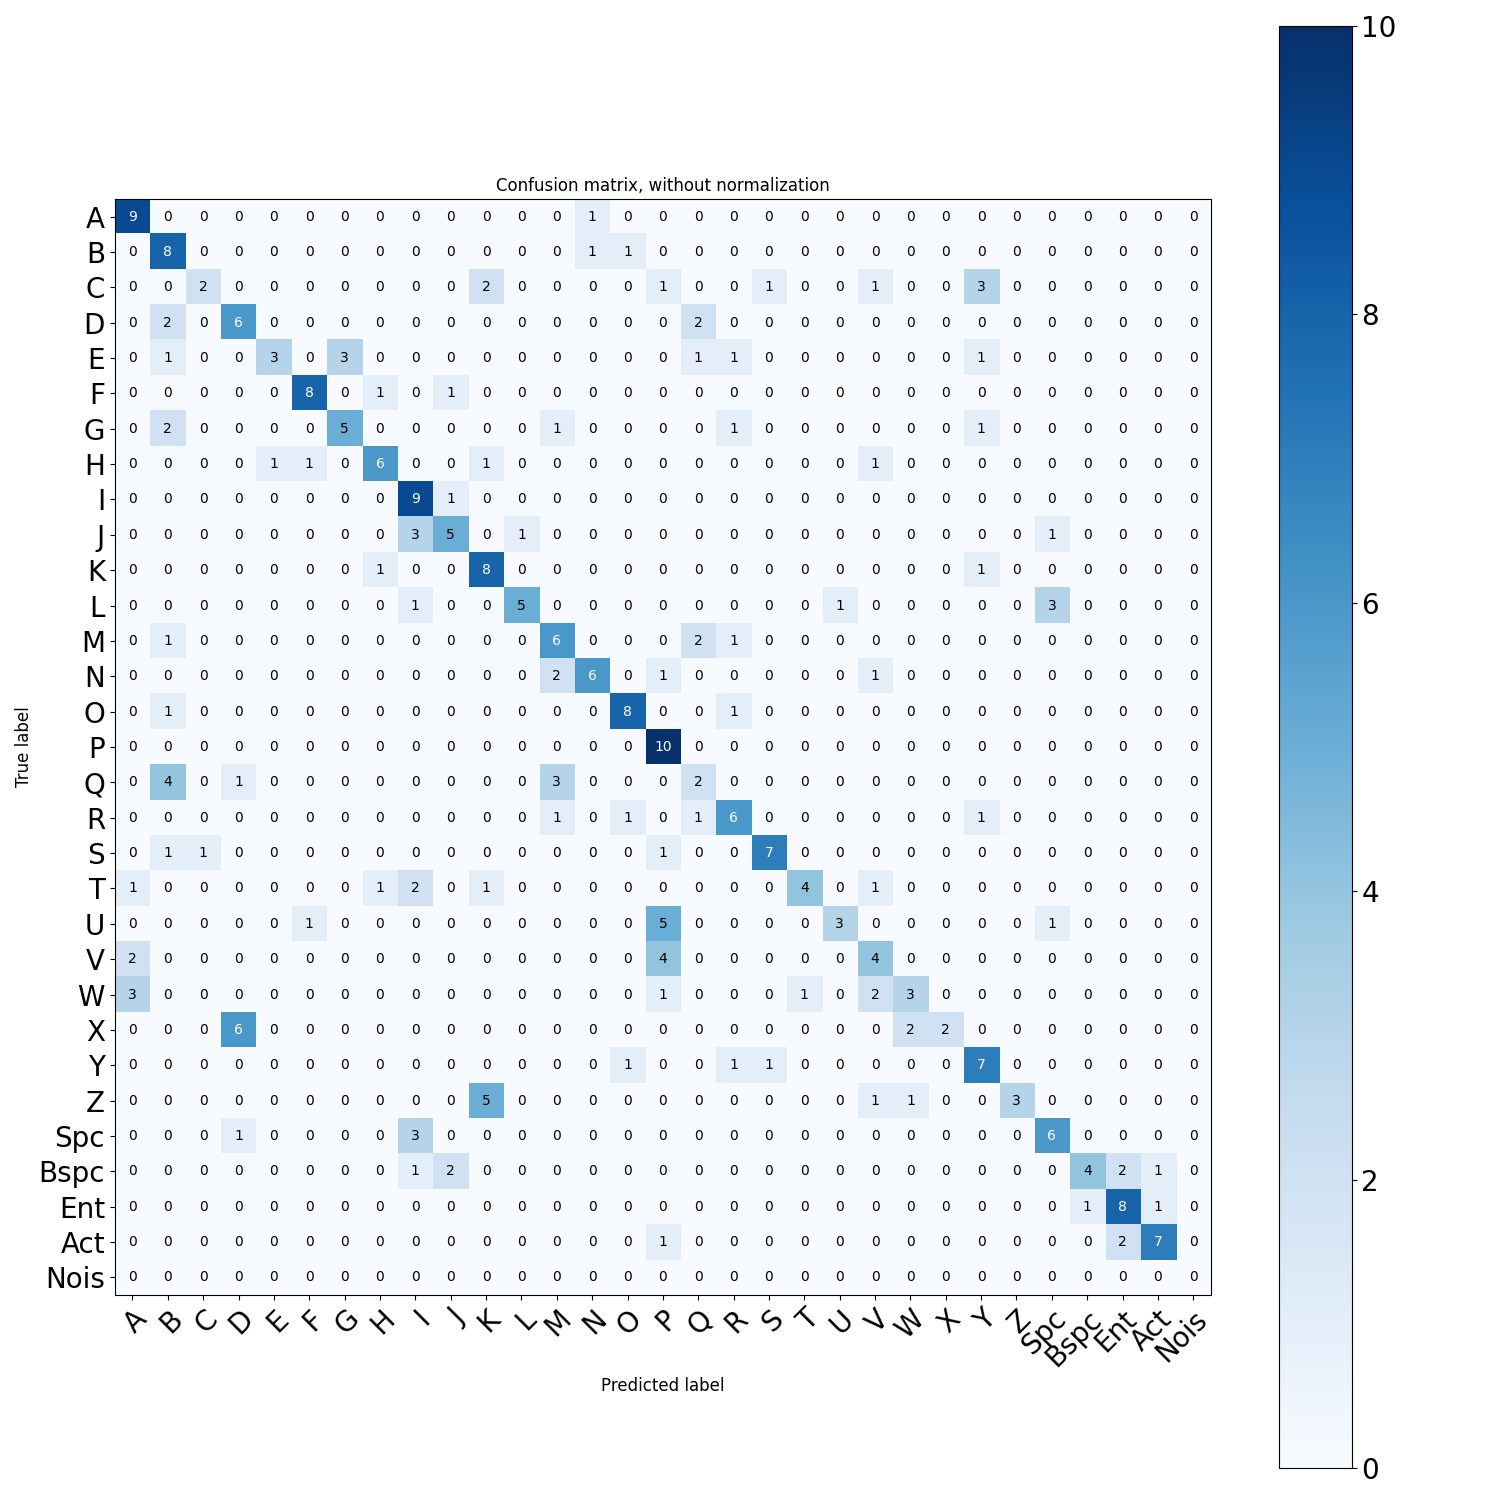 Confusion matrix, without normalization
A 9 0 0 0 0 0 0 0 0 0 0 0 0 1 0 0 0 0 0 0 0 0 0 0 0 0 0 0 0 0 0
B 0 8 0 0 0 0 0 0 0 0 0 0 0 1 1 0 0 0 0 0 0 0 0 0 0 0 0 0 0 0 0
C 0 0 2 0 0 0 0 0 0 0 2 0 0 0 0 1 0 0 1 0 0 1 0 0 3 0 0 0 0 0 0
D 0 2 0 6 0 0 0 0 0 0 0 0 0 0 0 0 2 0 0 0 0 0 0 0 0 0 0 0 0 0 0
E 0 1 0 0 3 0 3 0 0 0 0 0 0 0 0 0 1 1 0 0 0 0 0 0 1 0 0 0 0 0 0
F 0 0 0 0 0 8 0 1 0 1 0 0 0 0 0 0 0 0 0 0 0 0 0 0 0 0 0 0 0 0 0
G 0 2 0 0 0 0 5 0 0 0 0 0 1 0 0 0 0 1 0 0 0 0 0 0 1 0 0 0 0 0 0
H 0 0 0 0 1 1 0 6 0 0 1 0 0 0 0 0 0 0 0 0 0 1 0 0 0 0 0 0 0 0 0
I 0 0 0 0 0 0 0 0 9 1 0 0 0 0 0 0 0 0 0 0 0 0 0 0 0 0 0 0 0 0 0
J 0 0 0 0 0 0 0 0 3 5 0 1 0 0 0 0 0 0 0 0 0 0 0 0 0 0 1 0 0 0 0
K 0 0 0 0 0 0 0 1 0 0 8 0 0 0 0 0 0 0 0 0 0 0 0 0 1 0 0 0 0 0 0
L 0 0 0 0 0 0 0 0 1 0 0 5 0 0 0 0 0 0 0 0 1 0 0 0 0 0 3 0 0 0 0
M 0 1 0 0 0 0 0 0 0 0 0 0 6 0 0 0 2 1 0 0 0 0 0 0 0 0 0 0 0 0 0
N 0 0 0 0 0 0 0 0 0 0 0 0 2 6 0 1 0 0 0 0 0 1 0 0 0 0 0 0 0 0 0
O 0 1 0 0 0 0 0 0 0 0 0 0 0 0 8 0 0 1 0 0 0 0 0 0 0 0 0 0 0 0 0
P 0 0 0 0 0 0 0 0 0 0 0 0 0 0 0 10 0 0 0 0 0 0 0 0 0 0 0 0 0 0 0
Q 0 4 0 1 0 0 0 0 0 0 0 0 3 0 0 0 2 0 0 0 0 0 0 0 0 0 0 0 0 0 0
R 0 0 0 0 0 0 0 0 0 0 0 0 1 0 1 0 1 6 0 0 0 0 0 0 1 0 0 0 0 0 0
S 0 1 1 0 0 0 0 0 0 0 0 0 0 0 0 1 0 0 7 0 0 0 0 0 0 0 0 0 0 0 0
T 1 0 0 0 0 0 0 1 2 0 1 0 0 0 0 0 0 0 0 4 0 1 0 0 0 0 0 0 0 0 0
U 0 0 0 0 0 1 0 0 0 0 0 0 0 0 0 5 0 0 0 0 3 0 0 0 0 0 1 0 0 0 0
V 2 0 0 0 0 0 0 0 0 0 0 0 0 0 0 4 0 0 0 0 0 4 0 0 0 0 0 0 0 0 0
W 3 0 0 0 0 0 0 0 0 0 0 0 0 0 0 1 0 0 0 1 0 2 3 0 0 0 0 0 0 0 0
X 0 0 0 6 0 0 0 0 0 0 0 0 0 0 0 0 0 0 0 0 0 0 2 2 0 0 0 0 0 0 0
Y 0 0 0 0 0 0 0 0 0 0 0 0 0 0 1 0 0 1 1 0 0 0 0 0 7 0 0 0 0 0 0
Z 0 0 0 0 0 0 0 0 0 0 5 0 0 0 0 0 0 0 0 0 0 1 1 0 0 3 0 0 0 0 0
Spc 0 0 0 1 0 0 0 0 3 0 0 0 0 0 0 0 0 0 0 0 0 0 0 0 0 0 6 0 0 0 0
Bspc 0 0 0 0 0 0 0 0 1 2 0 0 0 0 0 0 0 0 0 0 0 0 0 0 0 0 0 4 2 1 0
Ent 0 0 0 0 0 0 0 0 0 0 0 0 0 0 0 0 0 0 0 0 0 0 0 0 0 0 0 1 8 1 0
Act 0 0 0 0 0 0 0 0 0 0 0 0 0 0 0 1 0 0 0 0 0 0 0 0 0 0 0 0 2 7 0
Nois 0 0 0 0 0 0 0 0 0 0 0 0 0 0 0 0 0 0 0 0 0 0 0 0 0 0 0 0 0 0 0
A B C D E F G H I J K L M N O P Q R S T U V W X Y Z Spc Bspc Ent Act Nois
Predicted label
True label
10
8
6
4
2
0